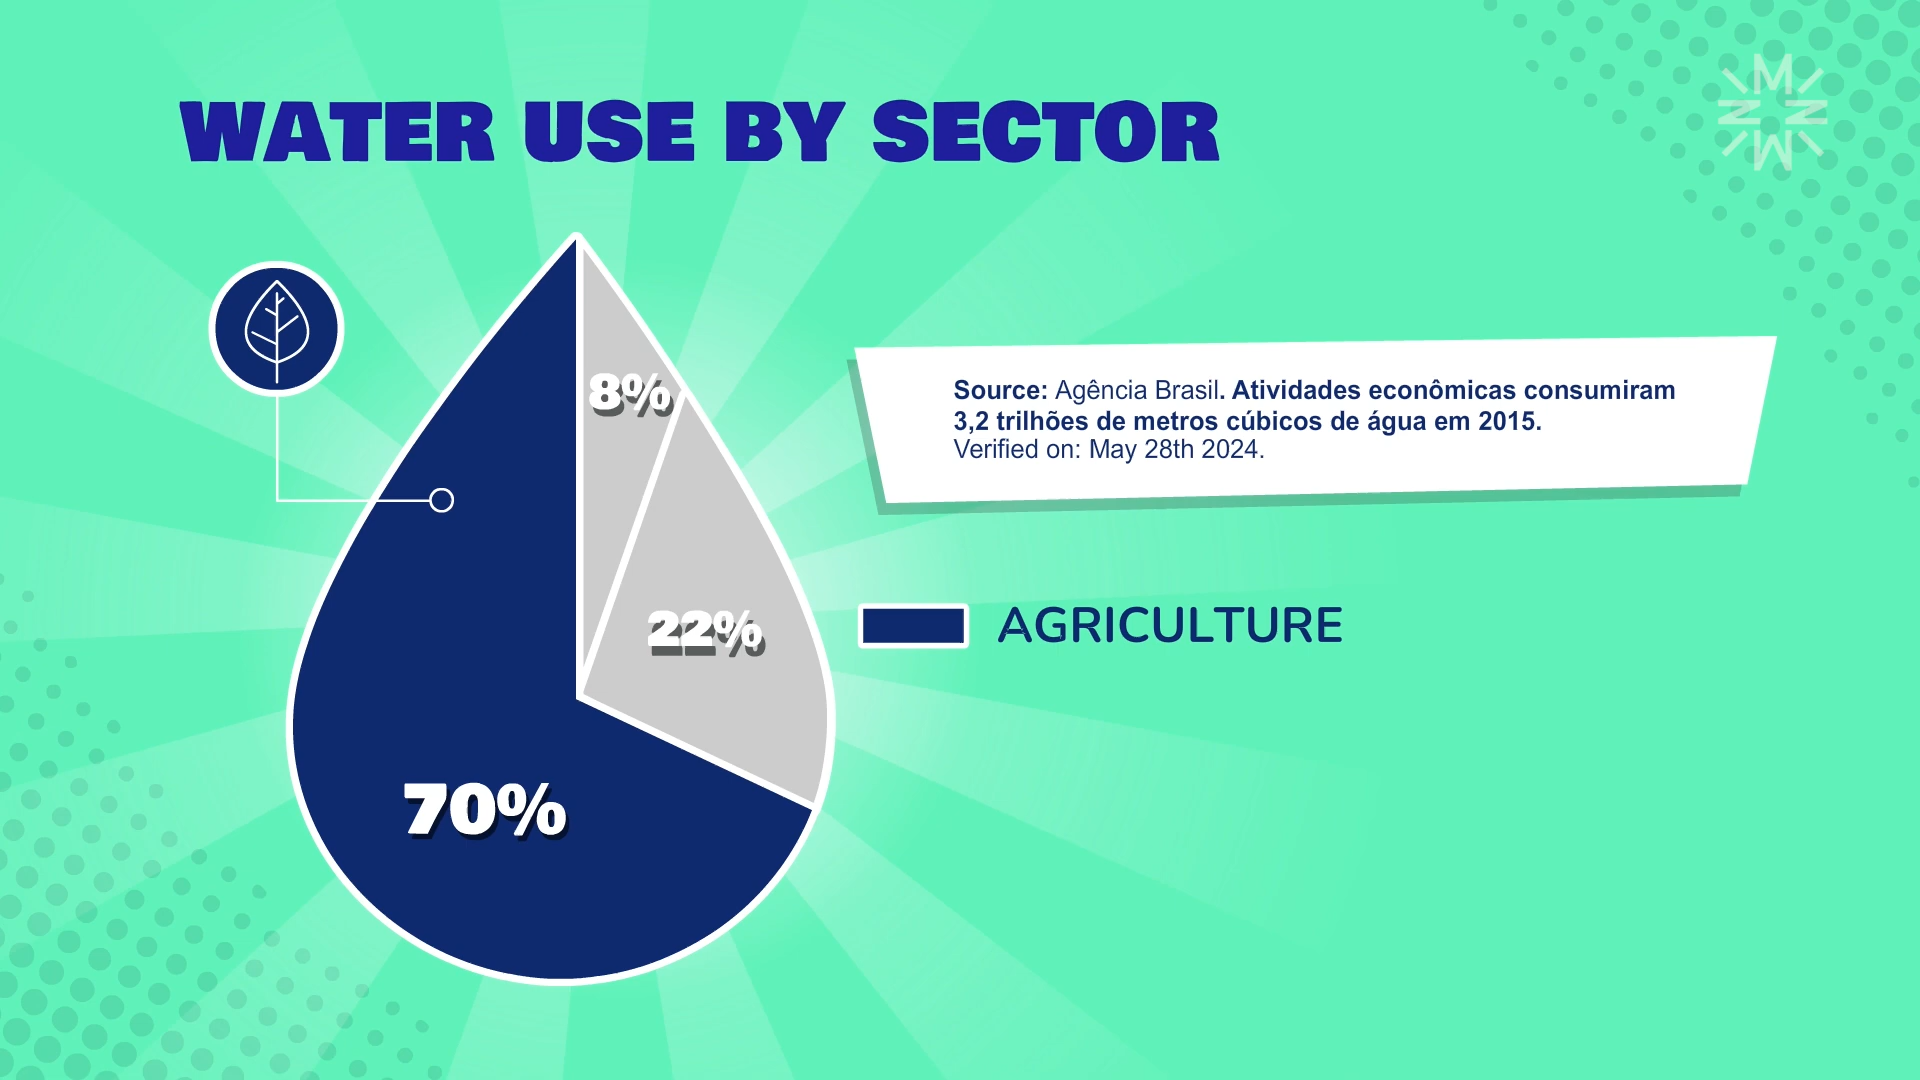 WATER USE BY SECTOR
8%
22%
70%
Source: Agência Brasil. Atividades econômicas consumiram
3,2 trilhões de metros cúbicos de água em 2015.
Verified on: May 28th 2024.
AGRICULTURE